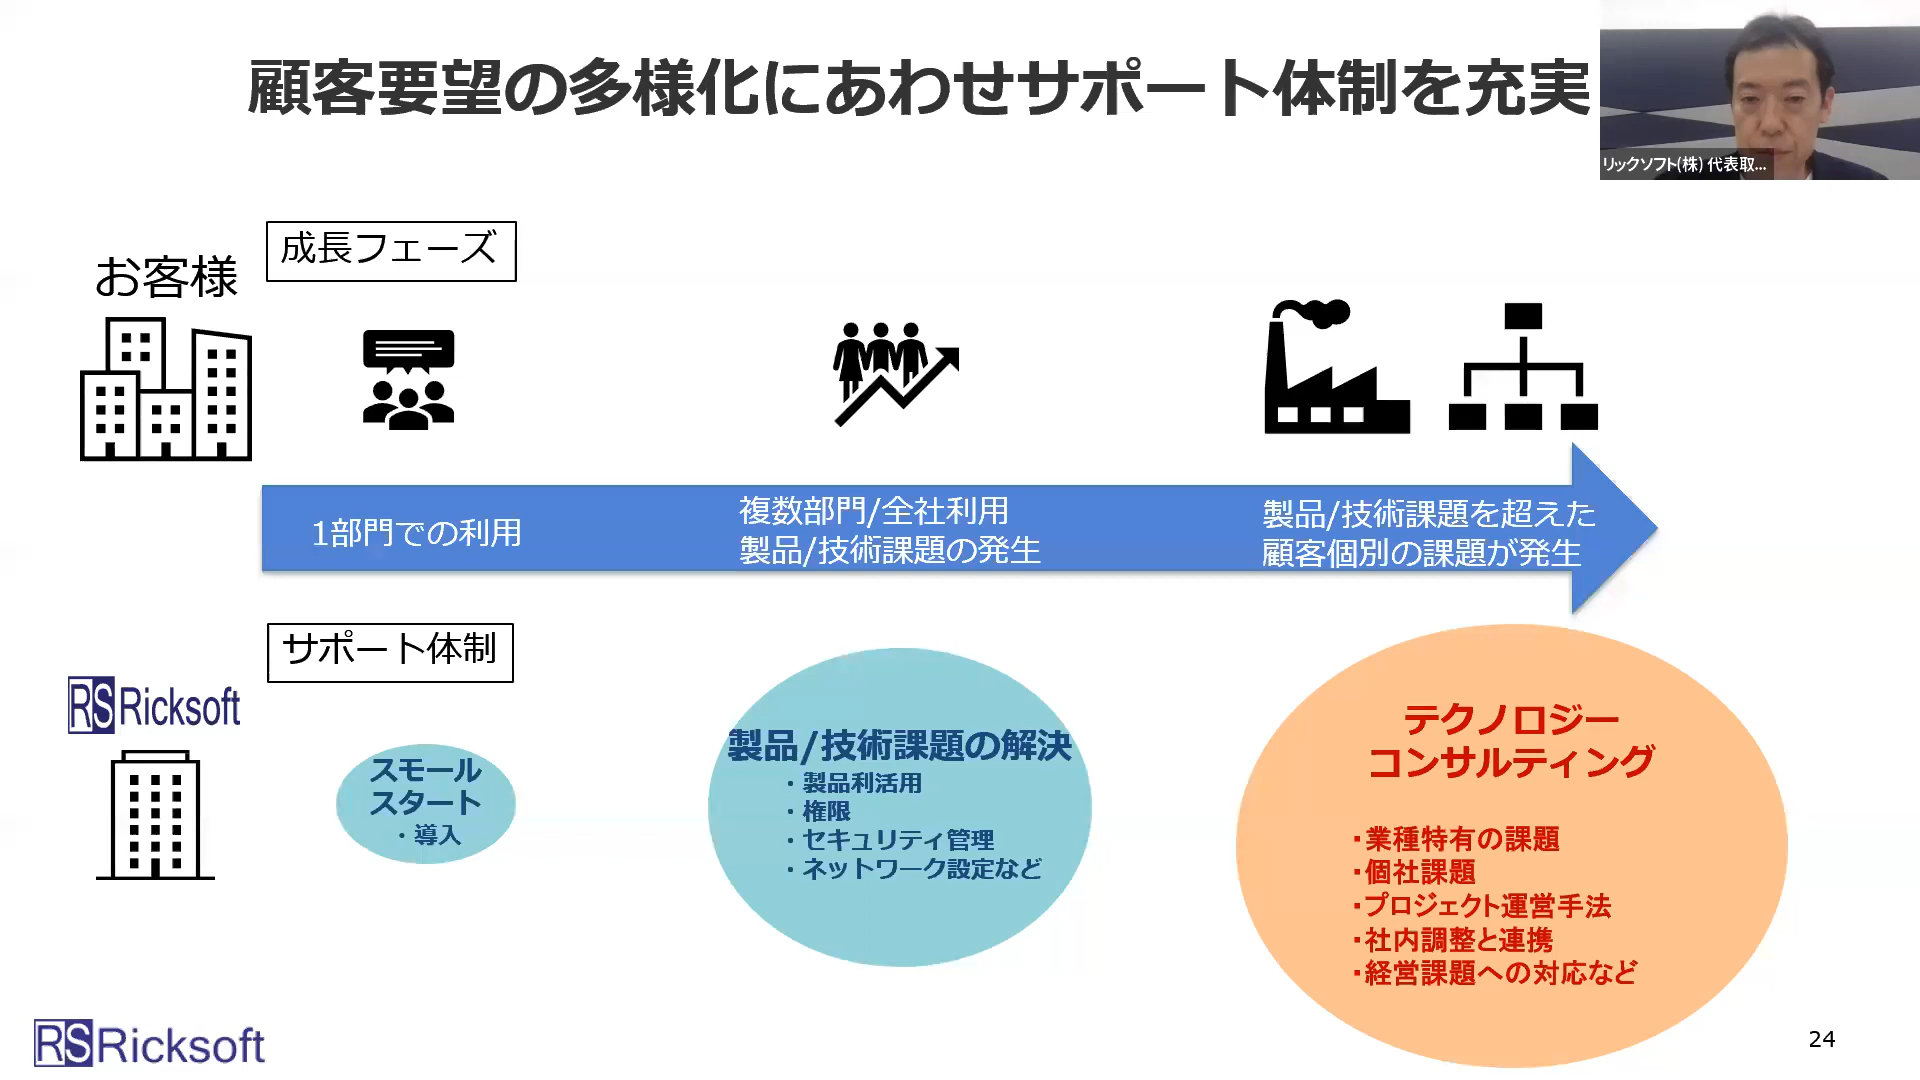 顧客要望の多様化にあわせサポート体制を充実
リックソフト(株) 代表取...
お客様
成長フェーズ
1部門での利用
複数部門/全社利用
製品/技術課題の発生
製品/技術課題を超えた
顧客個別の課題が発生
サポート体制
RS Ricksoft
スモール
スタート
・導入
製品/技術課題の解決
・製品利活用
・権限
・セキュリティ管理
・ネットワーク設定など
テクノロジー
コンサルティング
・業種特有の課題
・個社課題
・プロジェクト運営手法
・社内調整と連携
・経営課題への対応など
RS Ricksoft
24